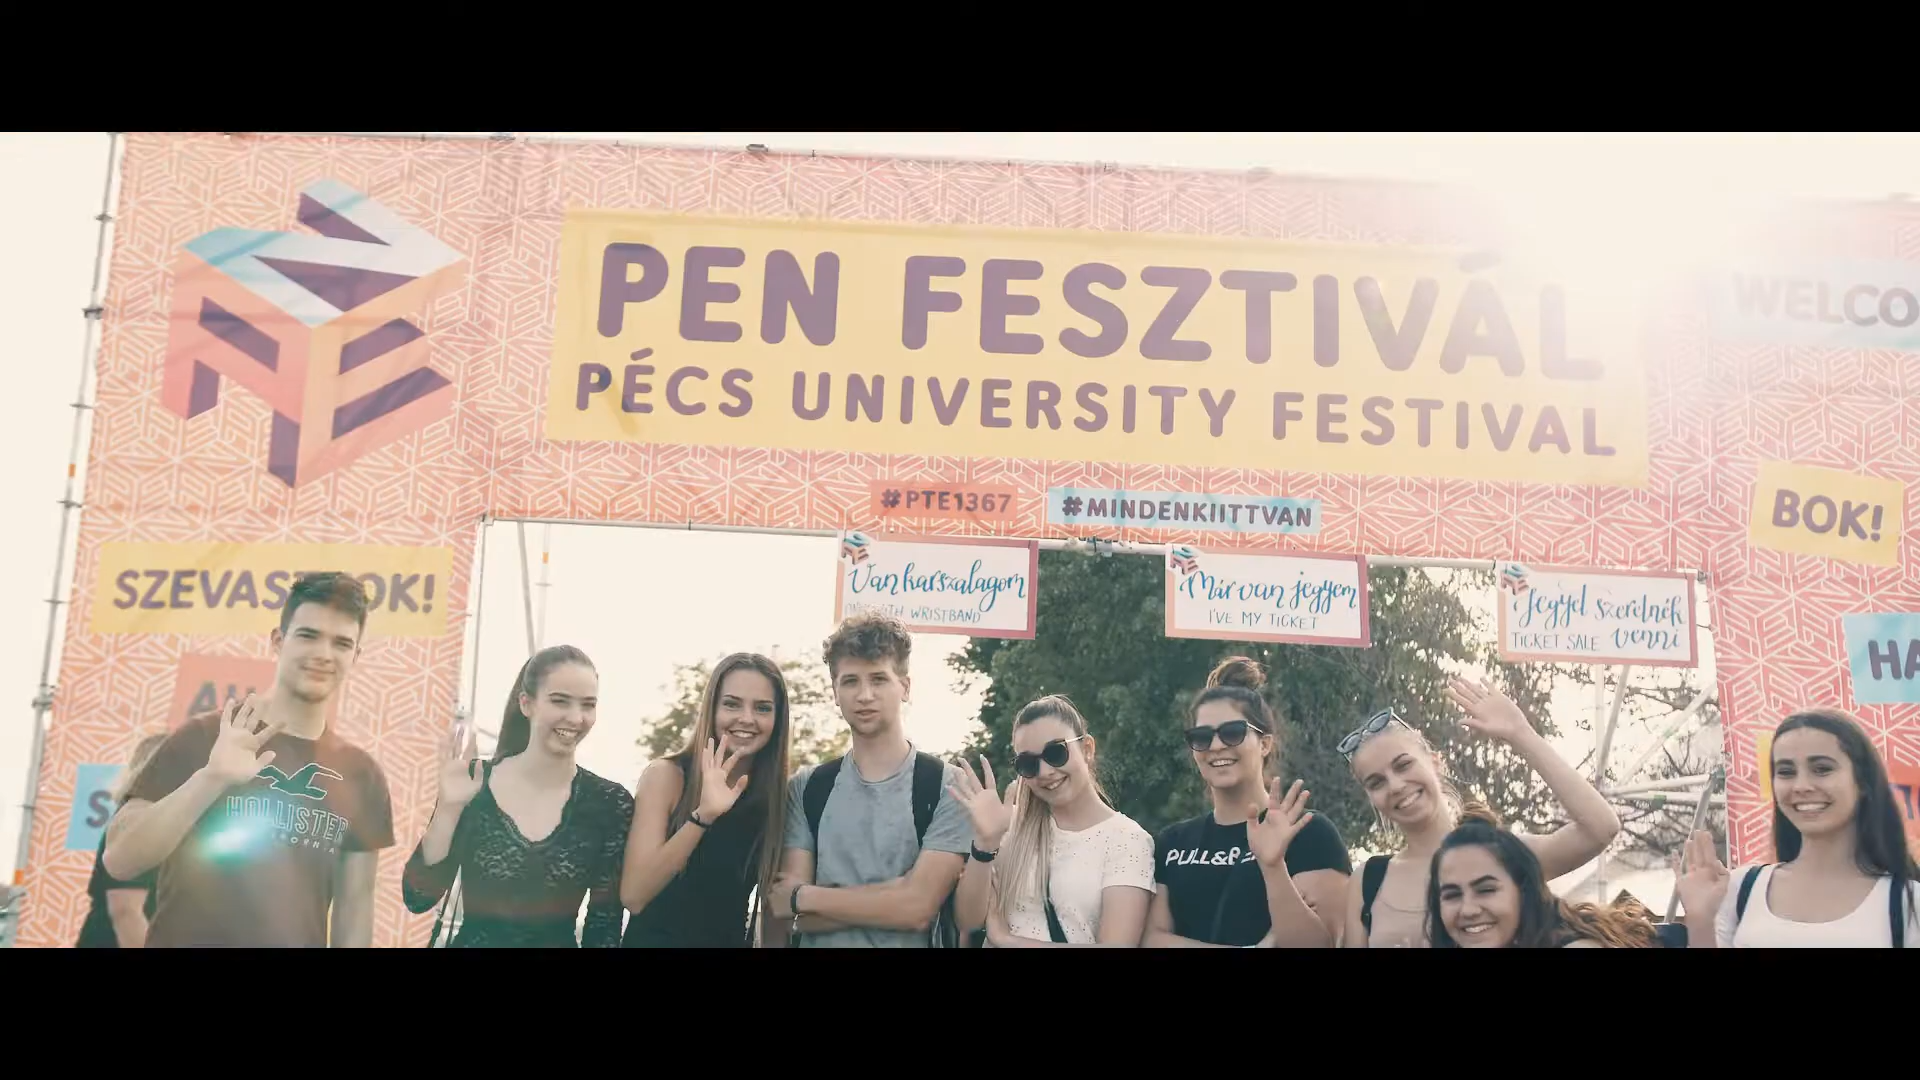 PEN FESZTIVÁL
PÉCS UNIVERSITY FESTIVAL
#PTE1367
#MINDENKIITTVAN
BOK!
Van karszalagom
WRISTBAND
Már van jegyem
I'VE MY TICKET
Jegyet szeretnék venni
TICKET SALE
HOLLISTER